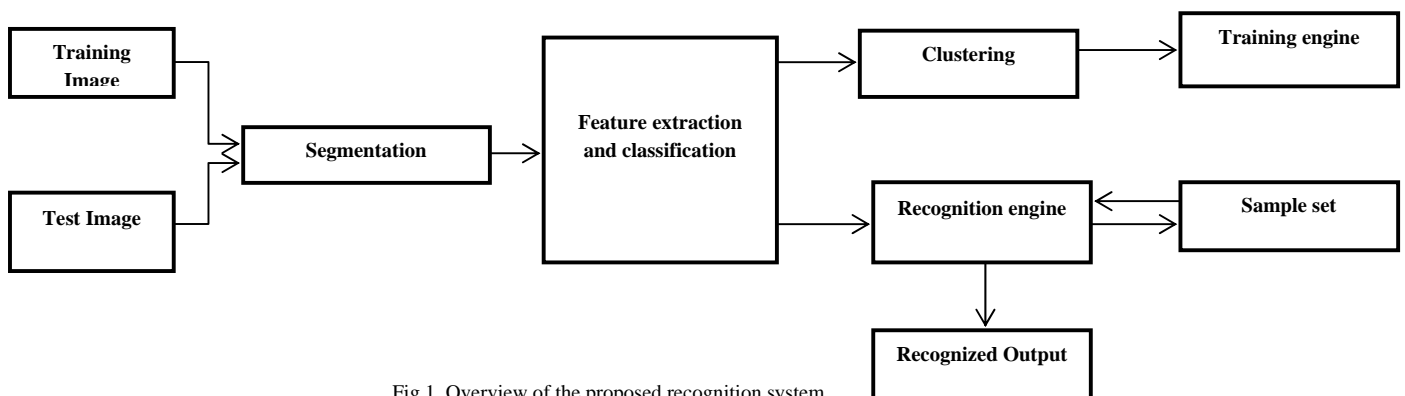 Training
Image
Test Image
Segmentation
Feature extraction
and classification
Clustering
Training engine
Recognition engine
Sample set
Recognized Output
Fig 1. Overview of the proposed recognition system